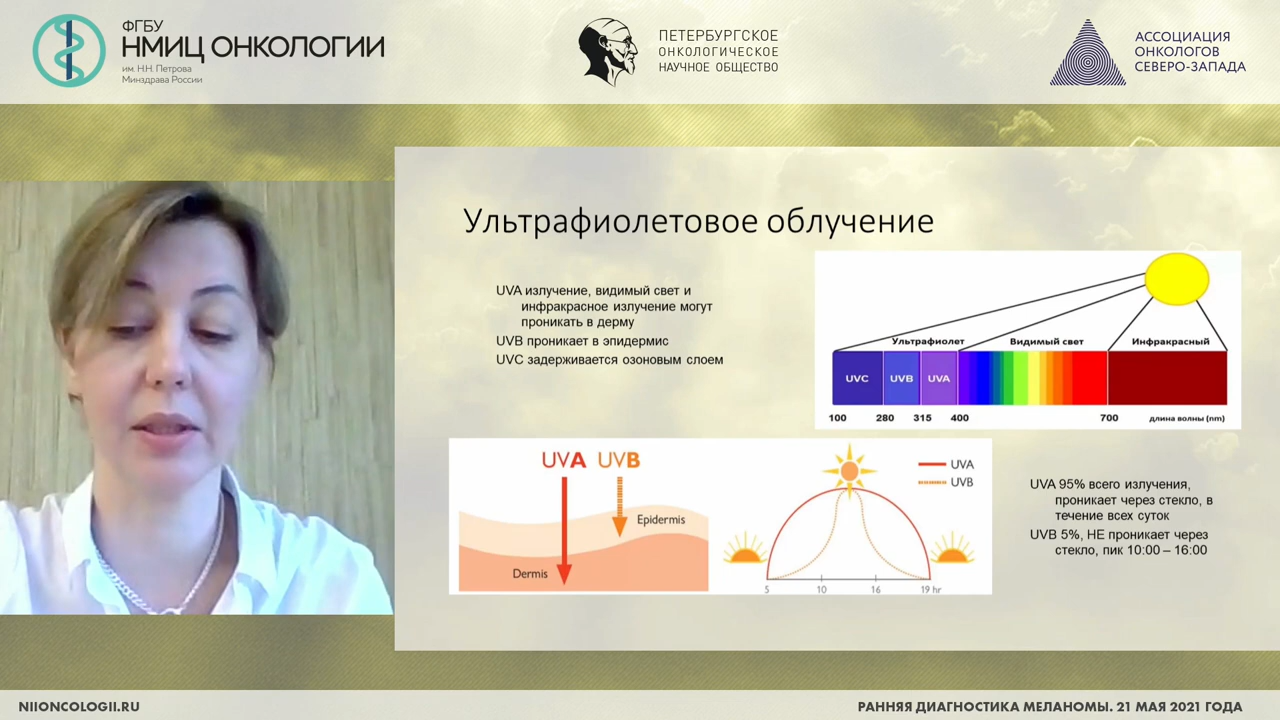 ФГБУ
НМИЦ ОНКОЛОГИИ
им. Н.Н. Петрова
Минздрава России
ПЕТЕРБУРГСКОЕ
ОНКОЛОГИЧЕСКОЕ
НАУЧНОЕ ОБЩЕСТВО
АССОЦИАЦИЯ
ОНКОЛОГОВ
СЕВЕРО-ЗАПАДА
Ультрафиолетовое облучение
UVA излучение, видимый свет и
инфракрасное излучение могут
проникать в дерму
UVB проникает в эпидермис
UVC задерживается озоновым слоем
Ультрафиолет Видимый свет Инфракрасный
UVC UVB UVA
100 280 315 400 700 длина волны (nm)
UVA UVB
Epidermis
Dermis
UVA
UVB
5 10 16 19 hr
UVA 95% всего излучения,
проникает через стекло, в
течение всех суток
UVB 5%, НЕ проникает через
стекло, пик 10:00 – 16:00
NIIONCOLOGII.RU
РАННЯЯ ДИАГНОСТИКА МЕЛАНОМЫ. 21 МАЯ 2021 ГОДА